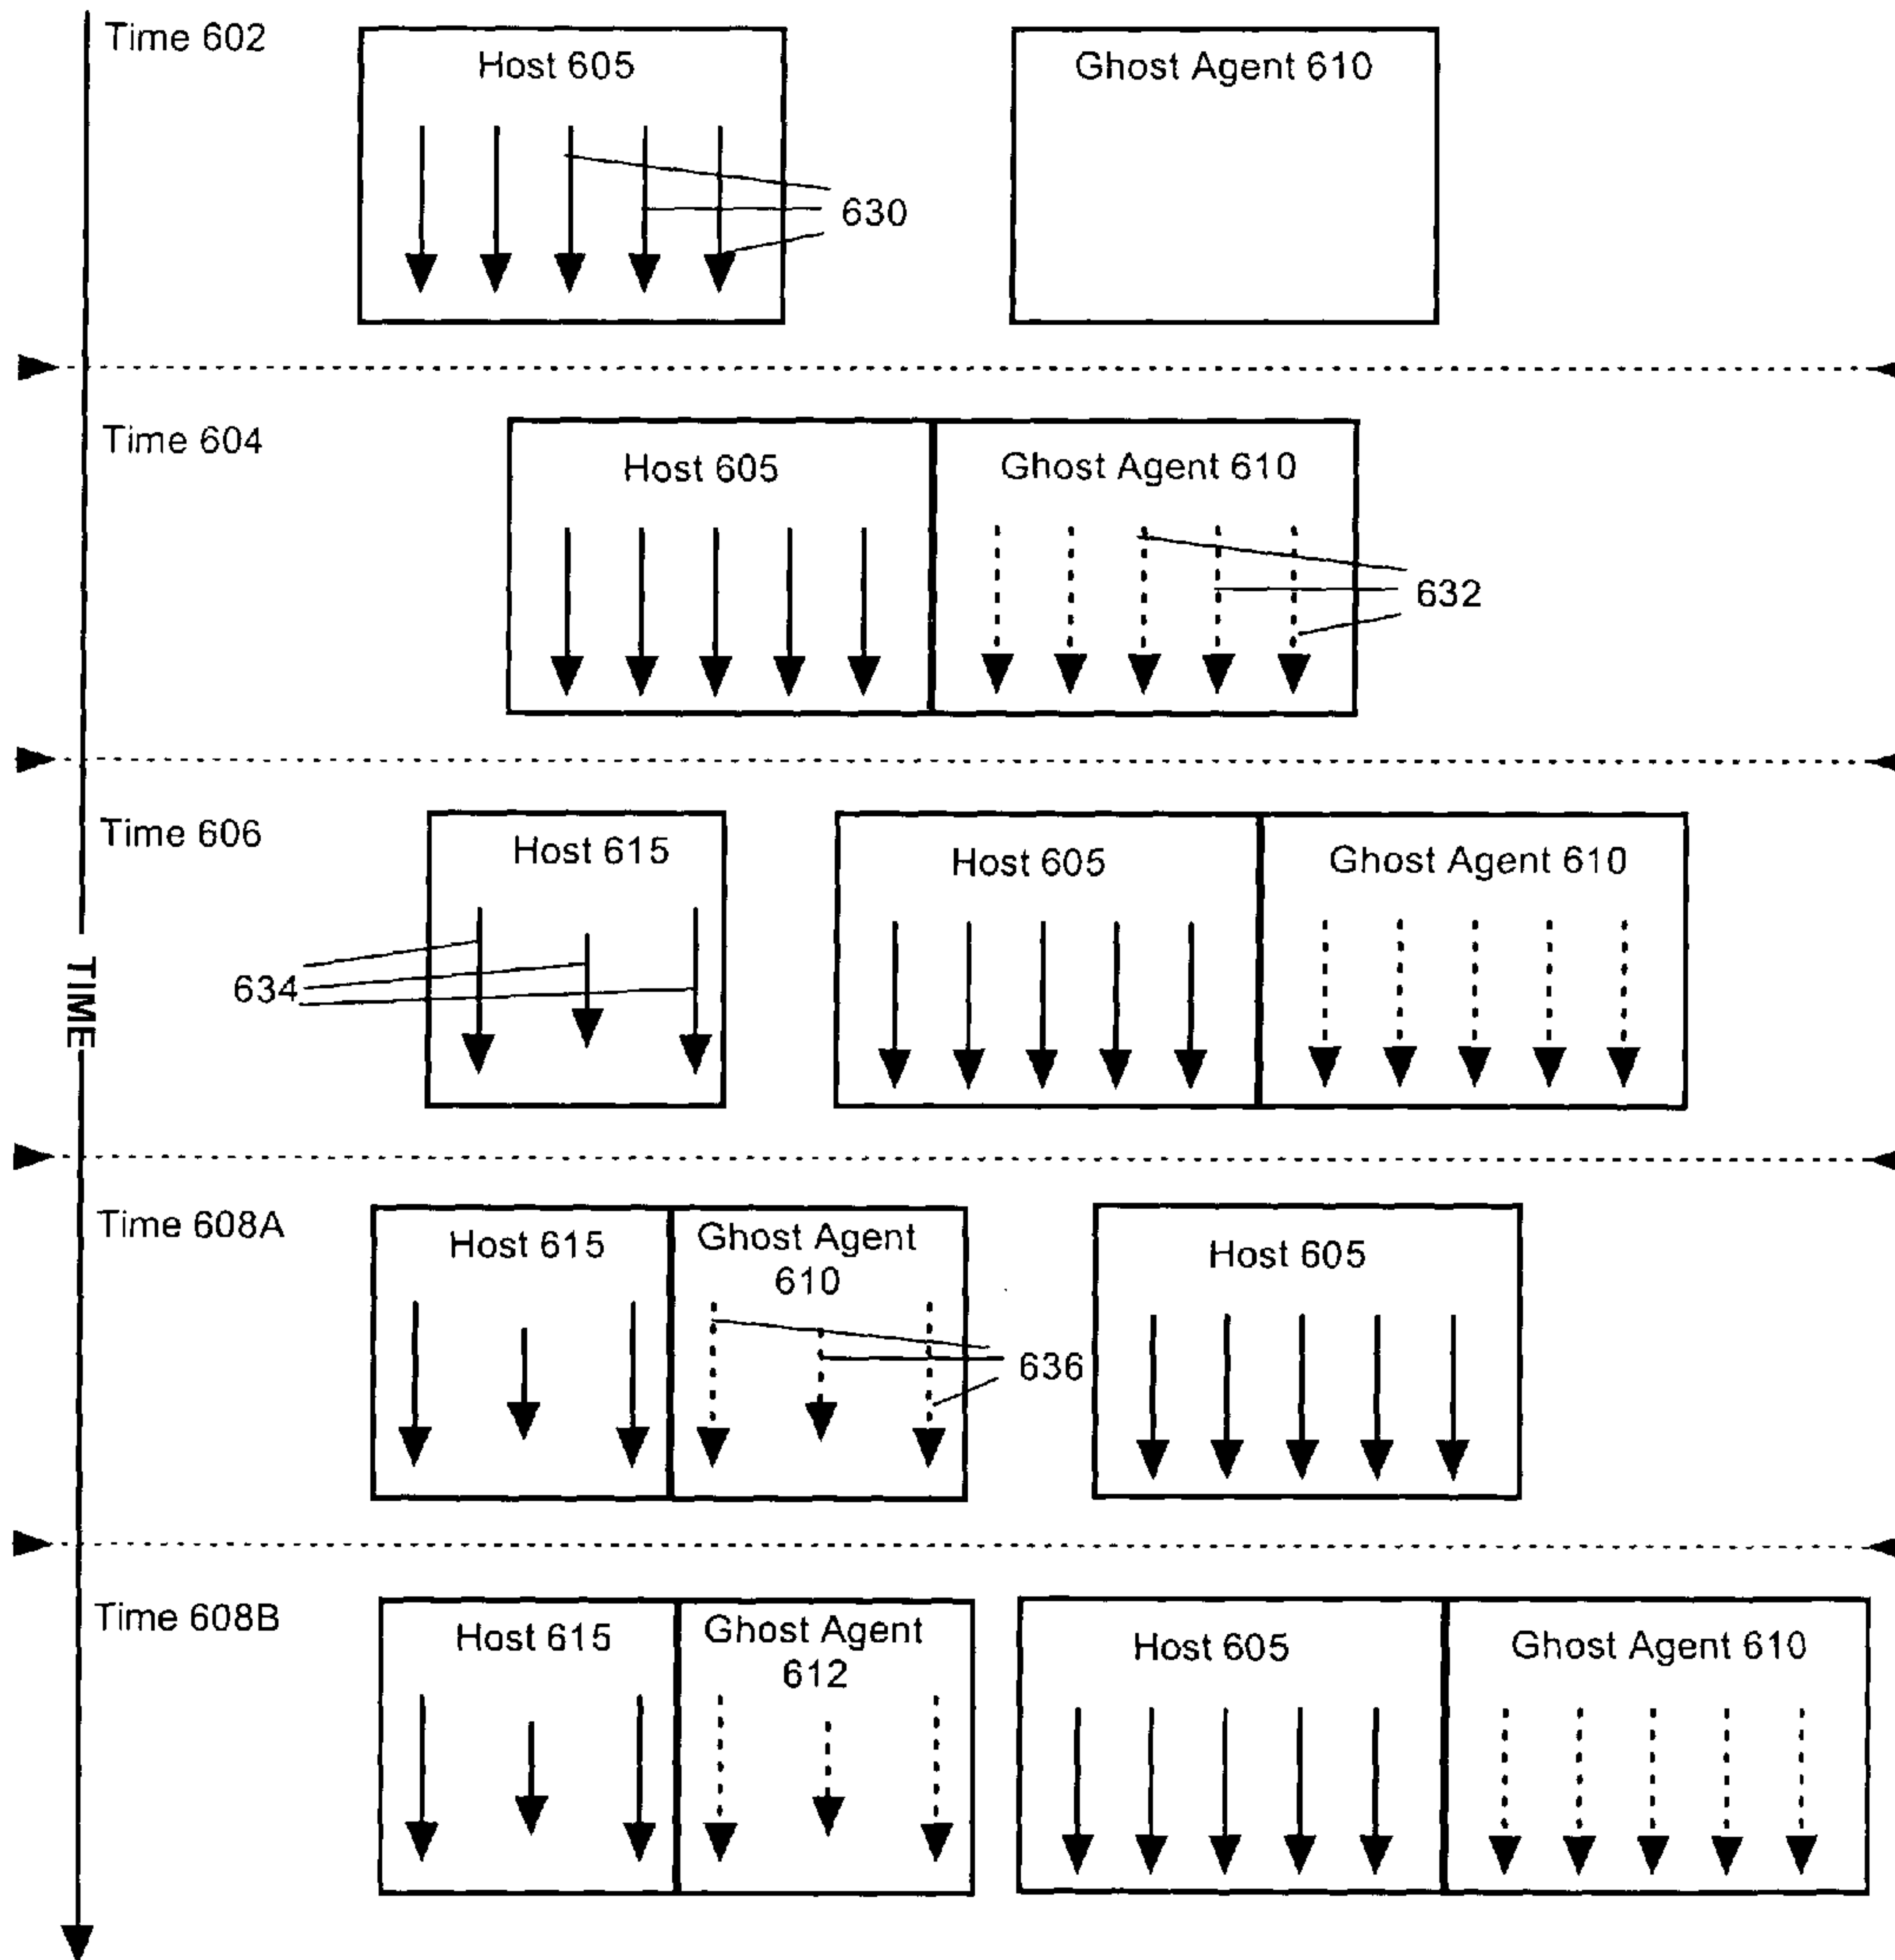 Time 602
Host 605
Ghost Agent 610
630
Time 604
Host 605
Ghost Agent 610
632
Time 606
Host 615
Host 605
Ghost Agent 610
634
TIME
Time 608A
Host 615
Ghost Agent
610
Host 605
636
Time 608B
Host 615
Ghost Agent
612
Host 605
Ghost Agent 610